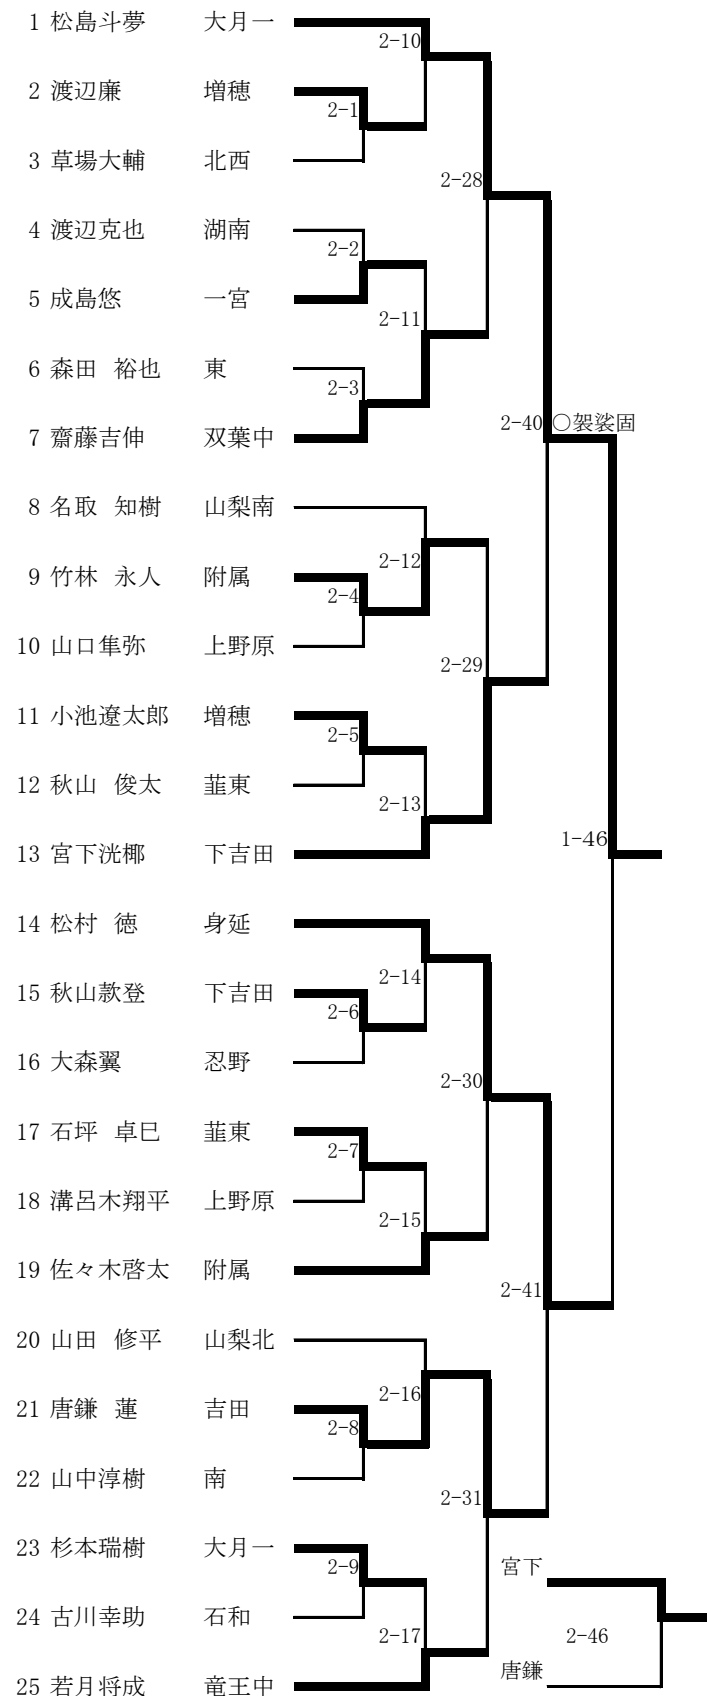 1 松島斗夢 大月一
2-10
2 渡辺廉 増穂
2-1
3 草場大輔 北西
2-28
4 渡辺克也 湖南
2-2
5 成島悠 一宮
2-11
6 森田 裕也 東
2-3
2-40 〇袈裟固
7 齋藤吉伸 双葉中
8 名取 知樹 山梨南
2-12
9 竹林 永人 附属
2-4
10 山口隼弥 上野原
2-29
11 小池遼太郎 増穂
2-5
12 秋山 俊太 韮東
2-13
1-46
13 宮下洸椰 下吉田
14 松村 徳 身延
2-14
15 秋山歀登 下吉田
2-6
16 大森翼 忍野
2-30
17 石坪 卓巳 韮東
2-7
18 溝呂木翔平 上野原
2-15
19 佐々木啓太 附属
2-41
20 山田 修平 山梨北
2-16
21 唐鎌 蓮 吉田
2-8
22 山中淳樹 南
2-31
23 杉本瑞樹 大月一
2-9 宮下
24 古川幸助 石和
2-17 2-46
唐鎌
25 若月将成 竜王中